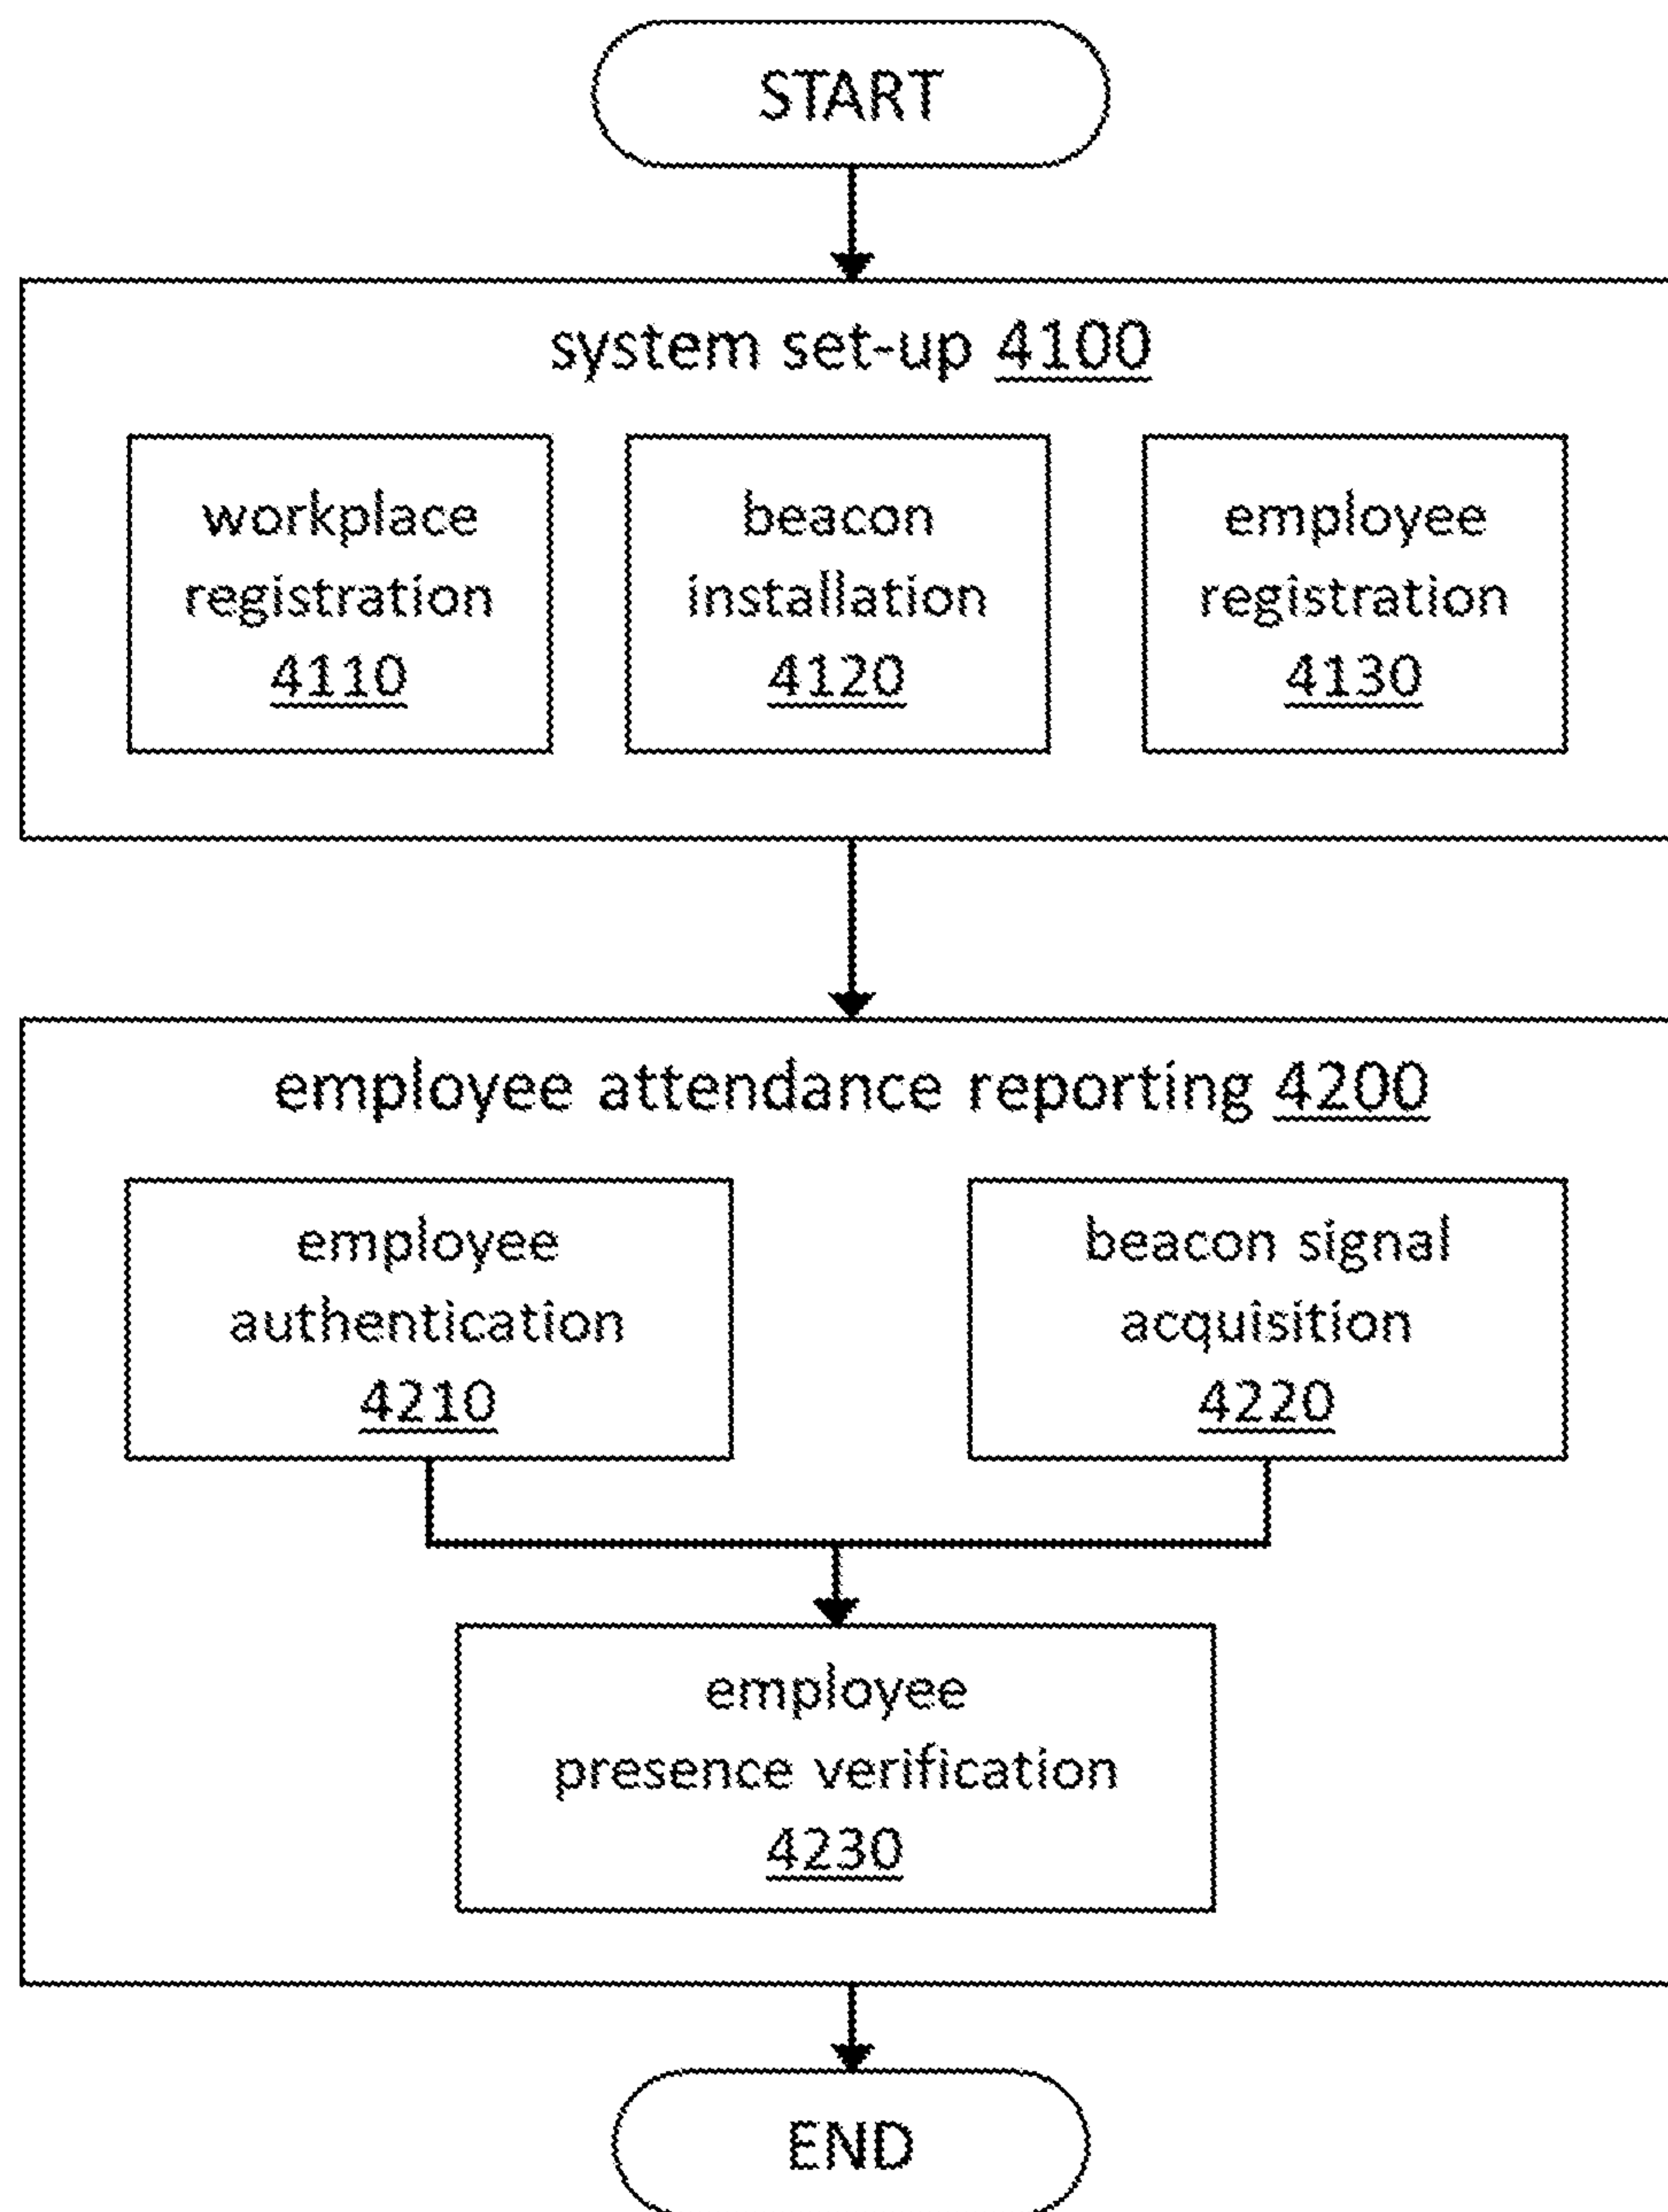 START
system set-up 4100
workplace
registration
4110
beacon
installation
4120
employee
registration
4130
employee attendance reporting 4200
employee
authentication
4210
beacon signal
acquisition
4220
employee
presence verification
4230
END